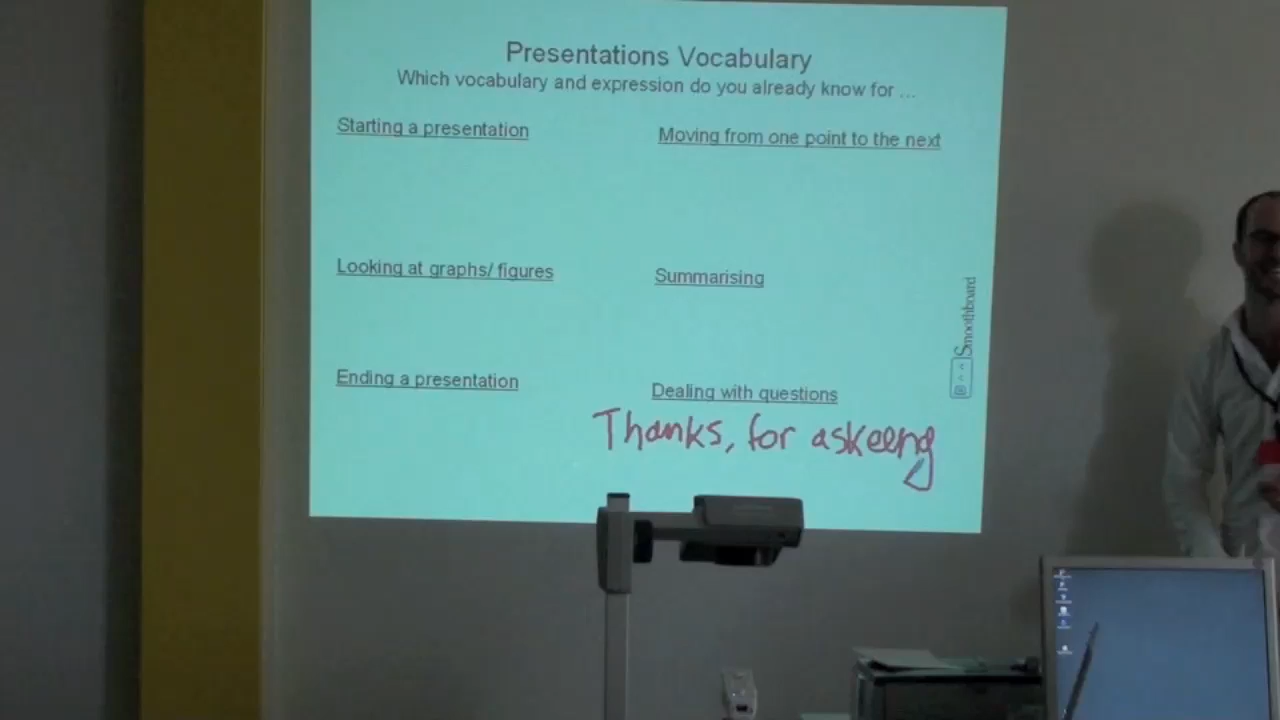 Presentations Vocabulary
Which vocabulary and expression do you already know for ...
Starting a presentation
Moving from one point to the next
Looking at graphs/ figures
Summarising
Smoothboard
Ending a presentation
Dealing with questions
Thanks, for askeeng